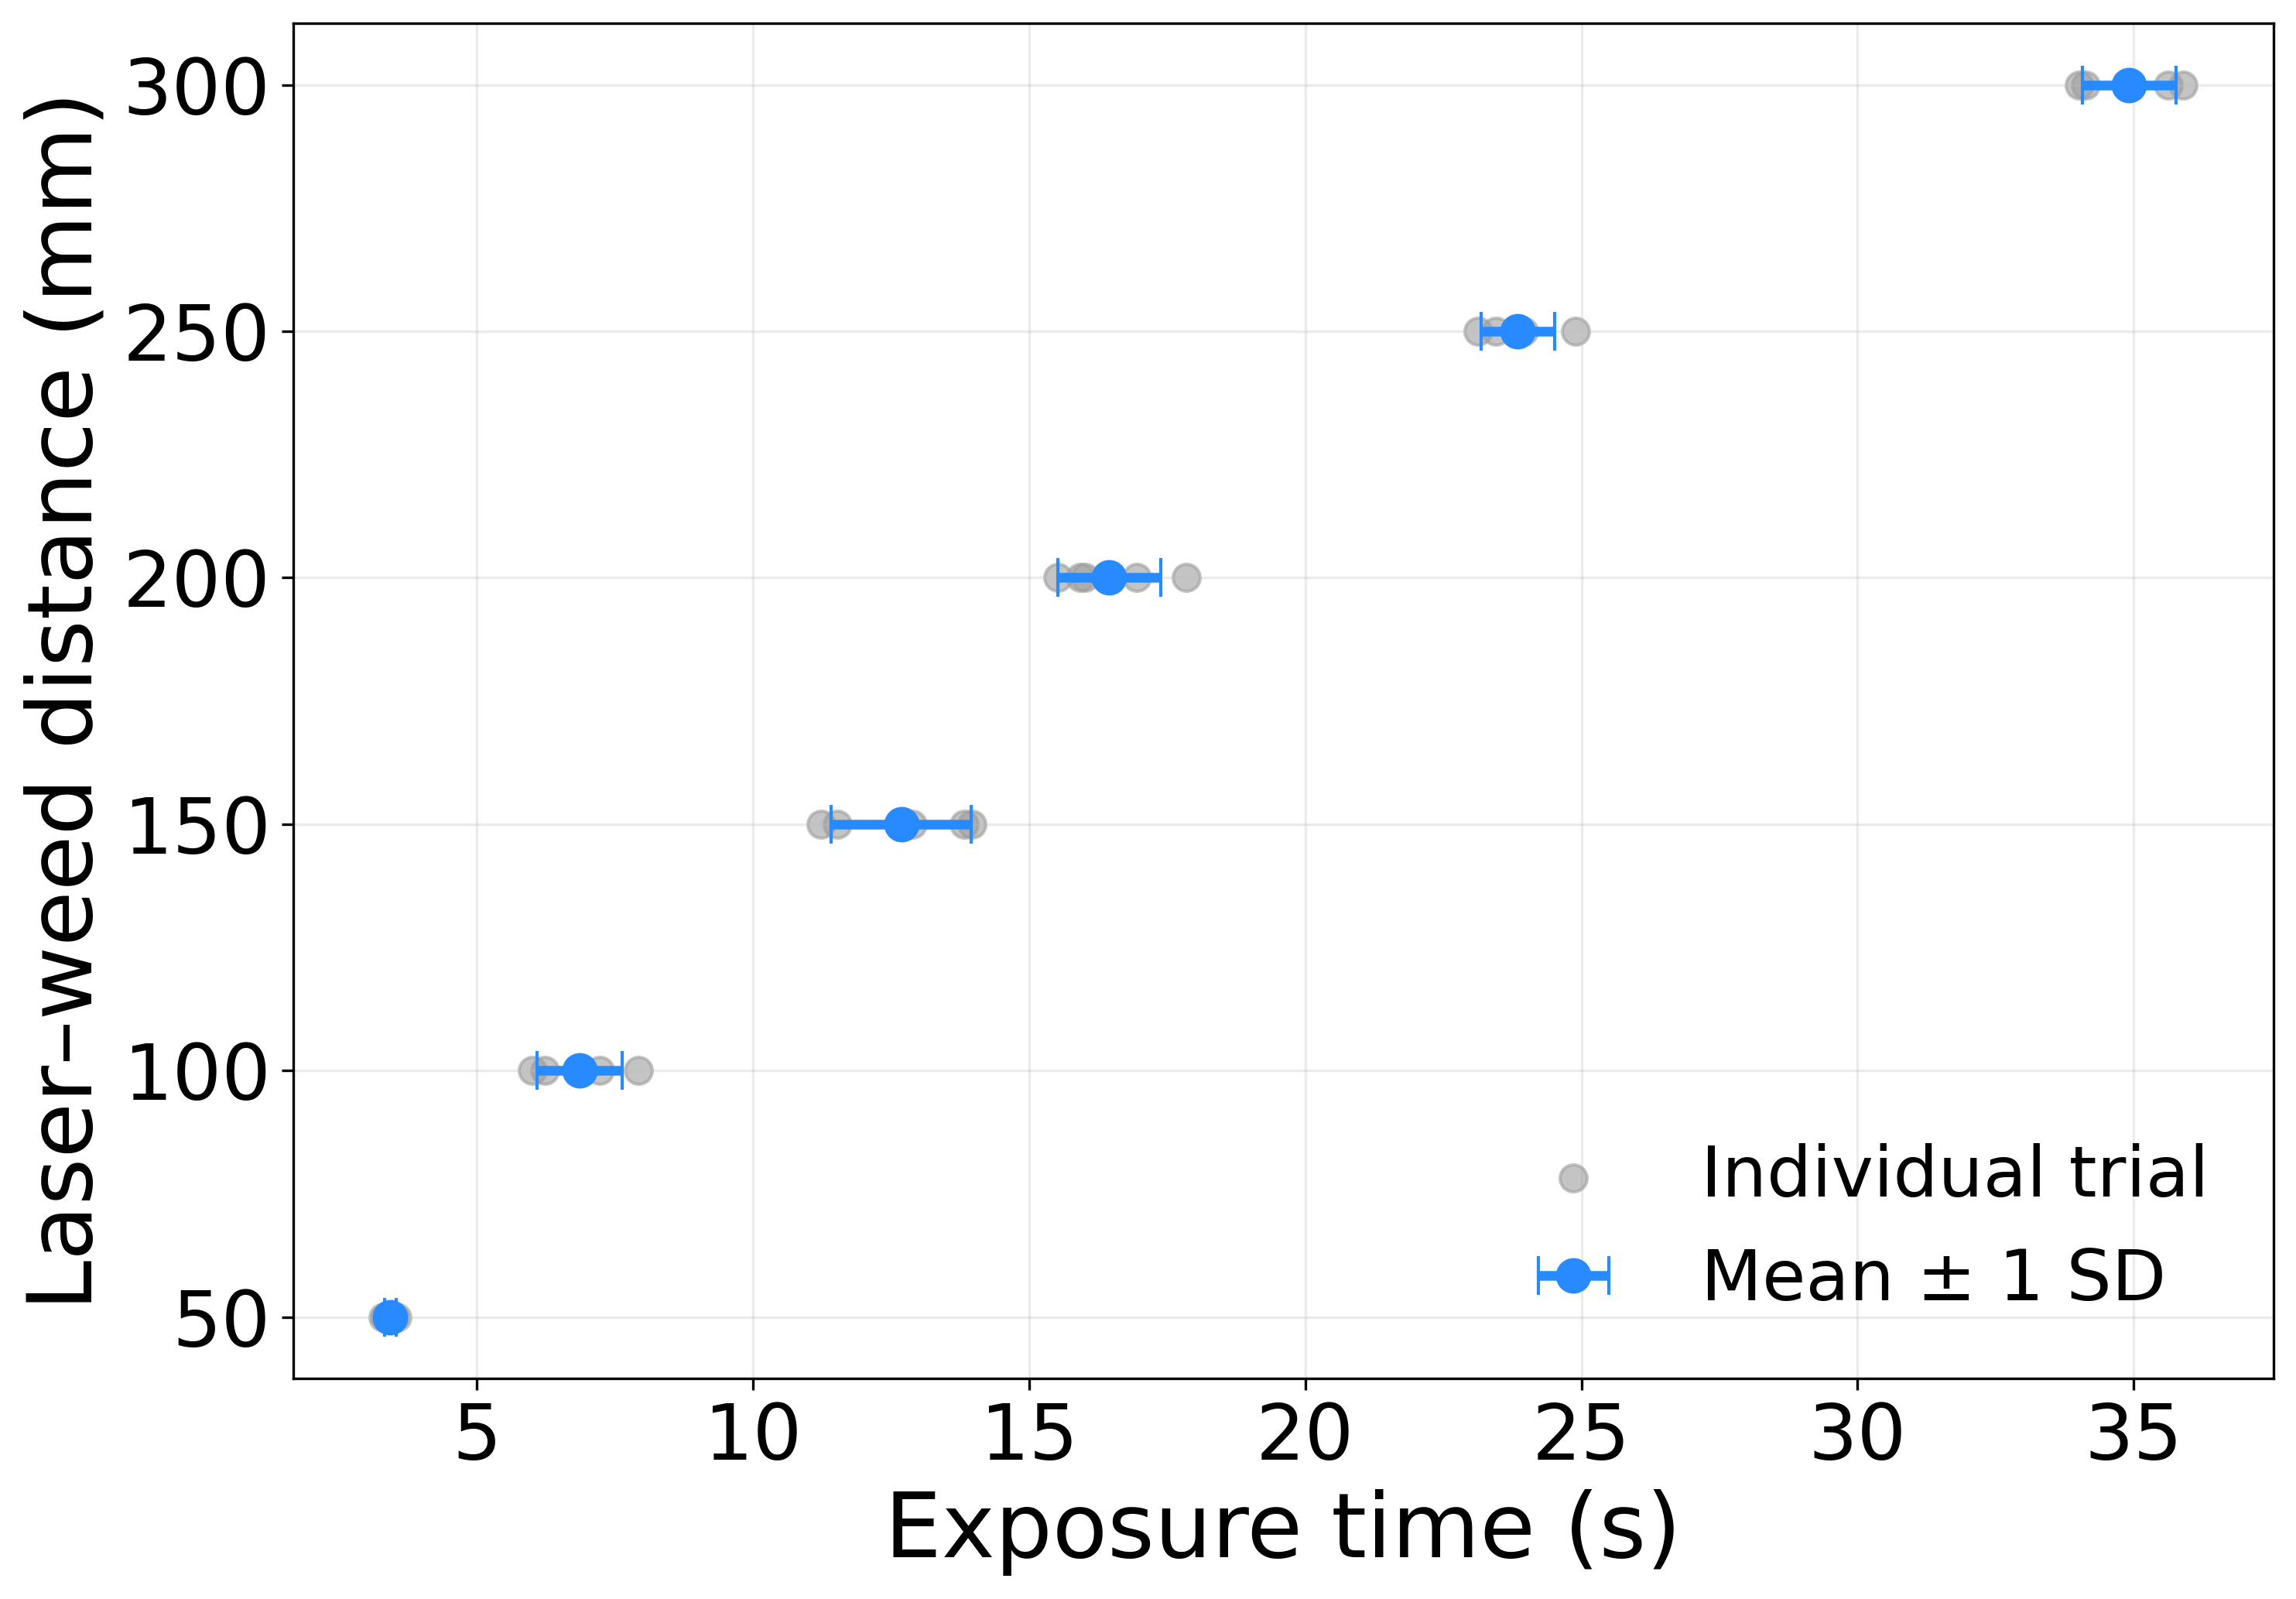 Laser–weed distance (mm)
300
250
200
150
100
50
Individual trial
Mean ± 1 SD
5 10 15 20 25 30 35
Exposure time (s)